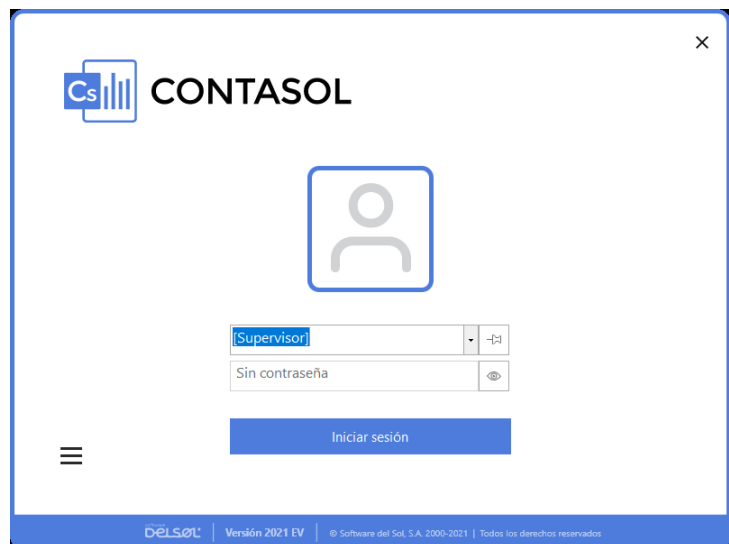 Cs CONTASOL
[Supervisor]
Sin contraseña
Iniciar sesión
software DELSOL Versión 2021 EV © Software del Sol, S.A. 2000-2021 | Todos los derechos reservados